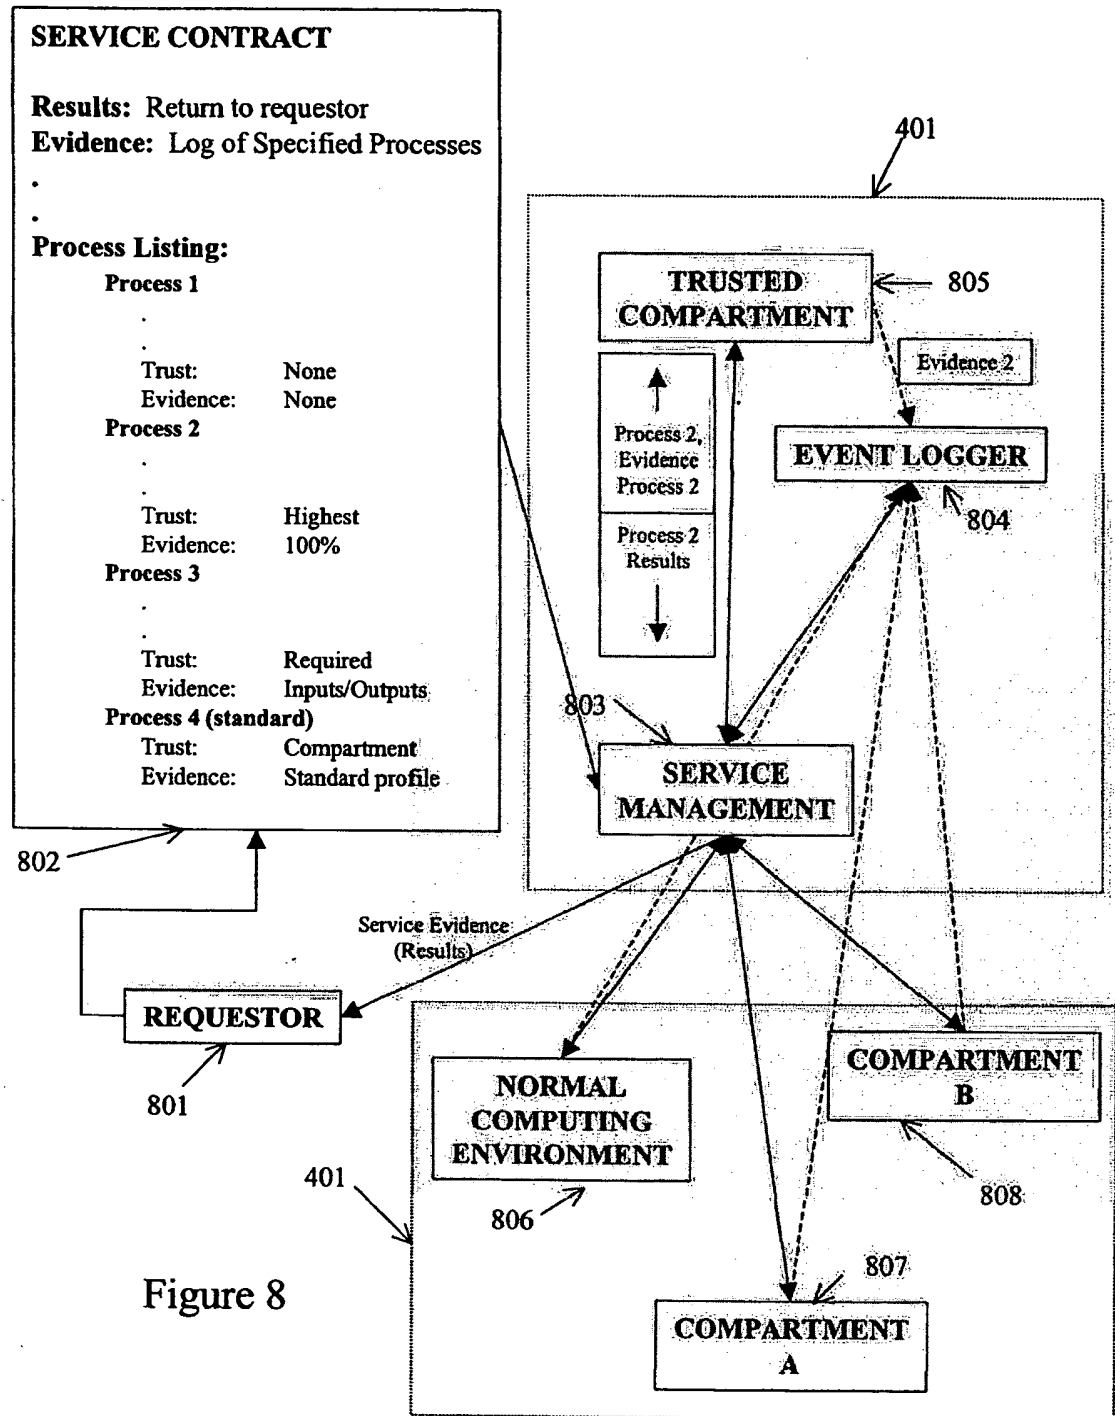 SERVICE CONTRACT
Results: Return to requestor
Evidence: Log of Specified Processes
.
.
Process Listing:
Process 1
.
.
Trust: None
Evidence: None
Process 2
.
.
Trust: Highest
Evidence: 100%
Process 3
.
.
Trust: Required
Evidence: Inputs/Outputs
Process 4 (standard)
Trust: Compartment
Evidence: Standard profile
802
401
TRUSTED
COMPARTMENT
805
Evidence 2
Process 2,
Evidence
Process 2
Process 2
Results
EVENT LOGGER
804
803
SERVICE
MANAGEMENT
Service Evidence
(Results)
REQUESTOR
801
NORMAL
COMPUTING
ENVIRONMENT
806
COMPARTMENT
B
808
401
807
COMPARTMENT
A
Figure 8